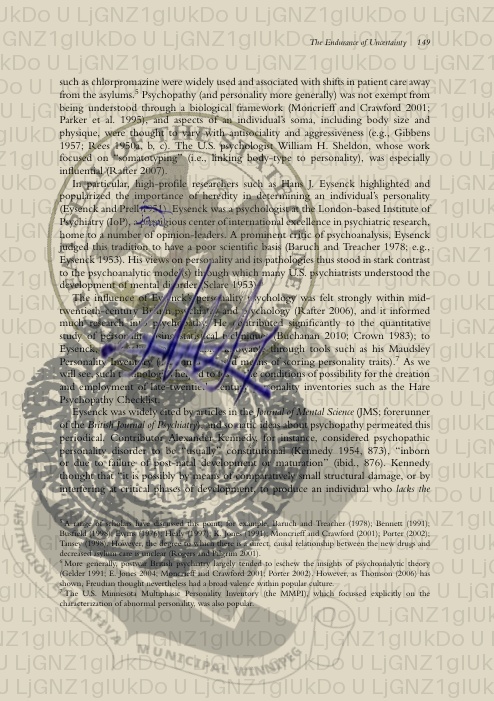 The Endurance of Uncertainty 149
such as chlorpromazine were widely used and associated with shifts in patient care away
from the asylums.5 Psychopathy (and personality more generally) was not exempt from
being understood through a biological framework (Moncrieff and Crawford 2001;
Parker et al. 1995), and aspects of an individual's soma, including body size and
physique, were thought to vary with antisociality and aggressiveness (e.g., Gibbens
1957; Rees 1950a, b, c). The U.S. psychologist William H. Sheldon, whose work
focused on "somatotyping" (i.e., linking body-type to personality), was especially
influential (Rafter 2007).
In particular, high-profile researchers such as Hans J. Eysenck highlighted and
popularized the importance of heredity in determining an individual's personality
(Eysenck and Prell Eysenck was a psychologist at the London-based Institute of
Psychiatry (IoP), a prestigious center of international excellence in psychiatric research,
home to a number of opinion-leaders. A prominent critic of psychoanalysis, Eysenck
judged this tradition to have a poor scientific basis (Baruch and Treacher 1978; e.g.,
Eysenck 1953). His views on personality and its pathologies thus stood in stark contrast
to the psychoanalytic mode(s) through which many U.S. psychiatrists understood the
development of mental disorder (Sclare 1953).
The influence of Eysenck personality psychology was felt strongly within mid-
twentieth-century Britain psychiatry and psychology (Rafter 2006), and it informed
much research into psychopathy. He contributed significantly to the quantitative
study of Buchanan 2010; Crown 1983); to
Eysenck, through tools such as his Maudsley
Personality Inventory means of scoring personality traits).7 As we
will see, such conditions of possibility for the creation
and employment of late-twentieth-century personality inventories such as the Hare
Psychopathy Checklist.
Eysenck was widely cited by articles in the Journal of Mental Science (JMS; forerunner
of the British Journal of Psychiatry), and somatic ideas about psychopathy permeated this
periodical. Contributor Alexander Kennedy, for instance, considered psychopathic
personality disorder to be "usually" constitutional (Kennedy 1954, 873), "inborn
or due to failure of post-natal development or maturation" (ibid., 876). Kennedy
thought that "it is possibly by means of comparatively small structural damage, or by
interfering at critical phases of development, to produce an individual who lacks the
5A range of scholars have discussed this point; for example, Baruch and Treacher (1978); Bennett (1991);
Busfield (1998); Healy (1997); K. Jones (1991); Moncrieff and Crawford (2001); Porter (2002);
Tansey (1998). However, the degree to which there is a direct, causal relationship between the new drugs and
decreased asylum care is unclear (Rogers and Pilgrim 2001).
6More generally, postwar British psychiatry largely tended to eschew the insights of psychoanalytic theory
(Gelder 1991; E. Jones 2004; Moncrieff and Crawford 2001; Porter 2002). However, as Thomson (2006) has
shown, Freudian thought nevertheless had a broad valence within popular culture.
7The U.S. Minnesota Multiphasic Personality Inventory (the MMPI), which focussed explicitly on the
characterization of abnormal personality, was also popular.
MUNICIPAL WINNIPEG